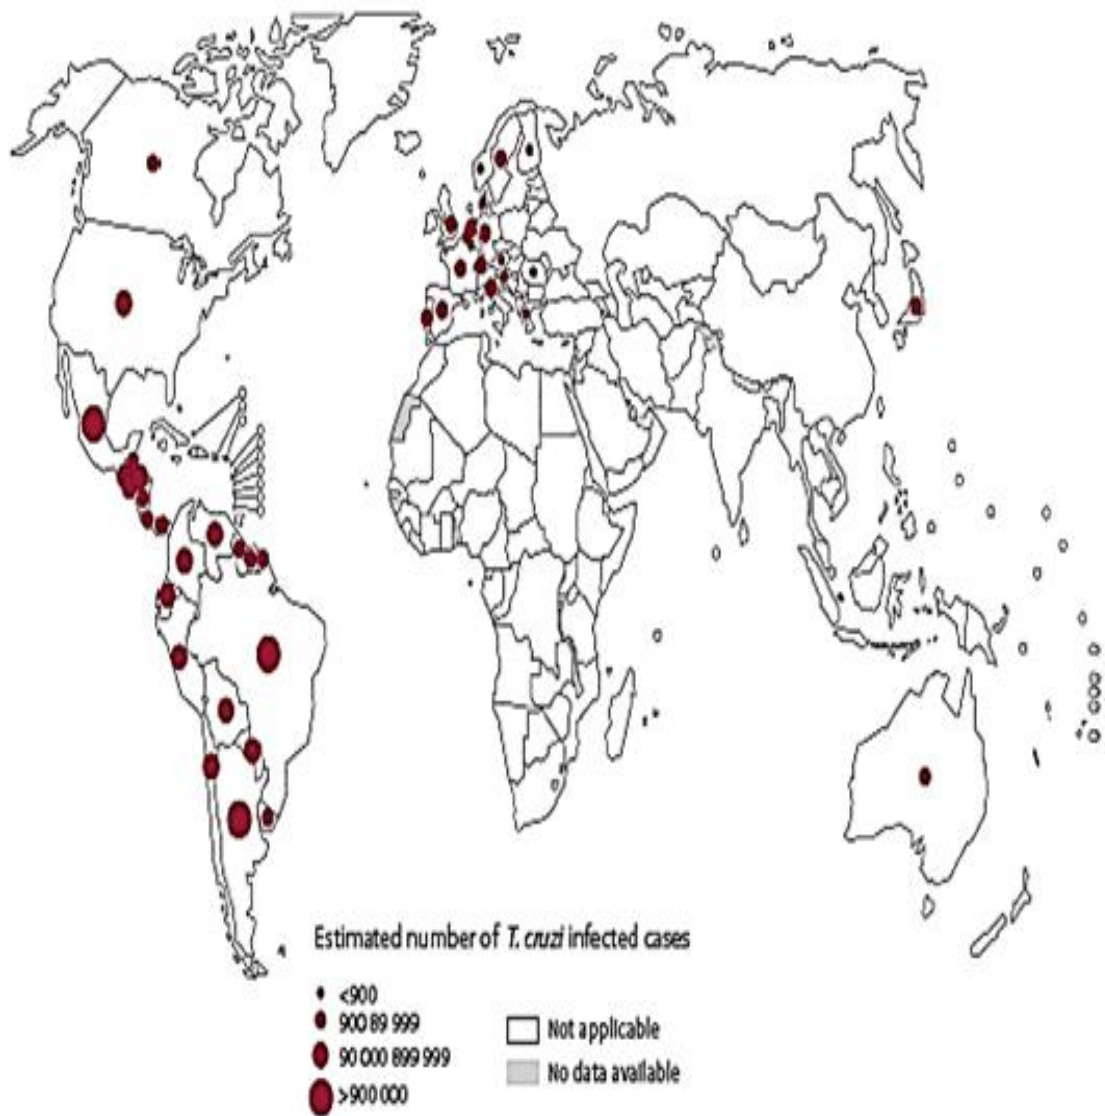 Estimated number of T. cruzi infected cases
<900
900 89 999
90 000 899 999
>900 000
Not applicable
No data available